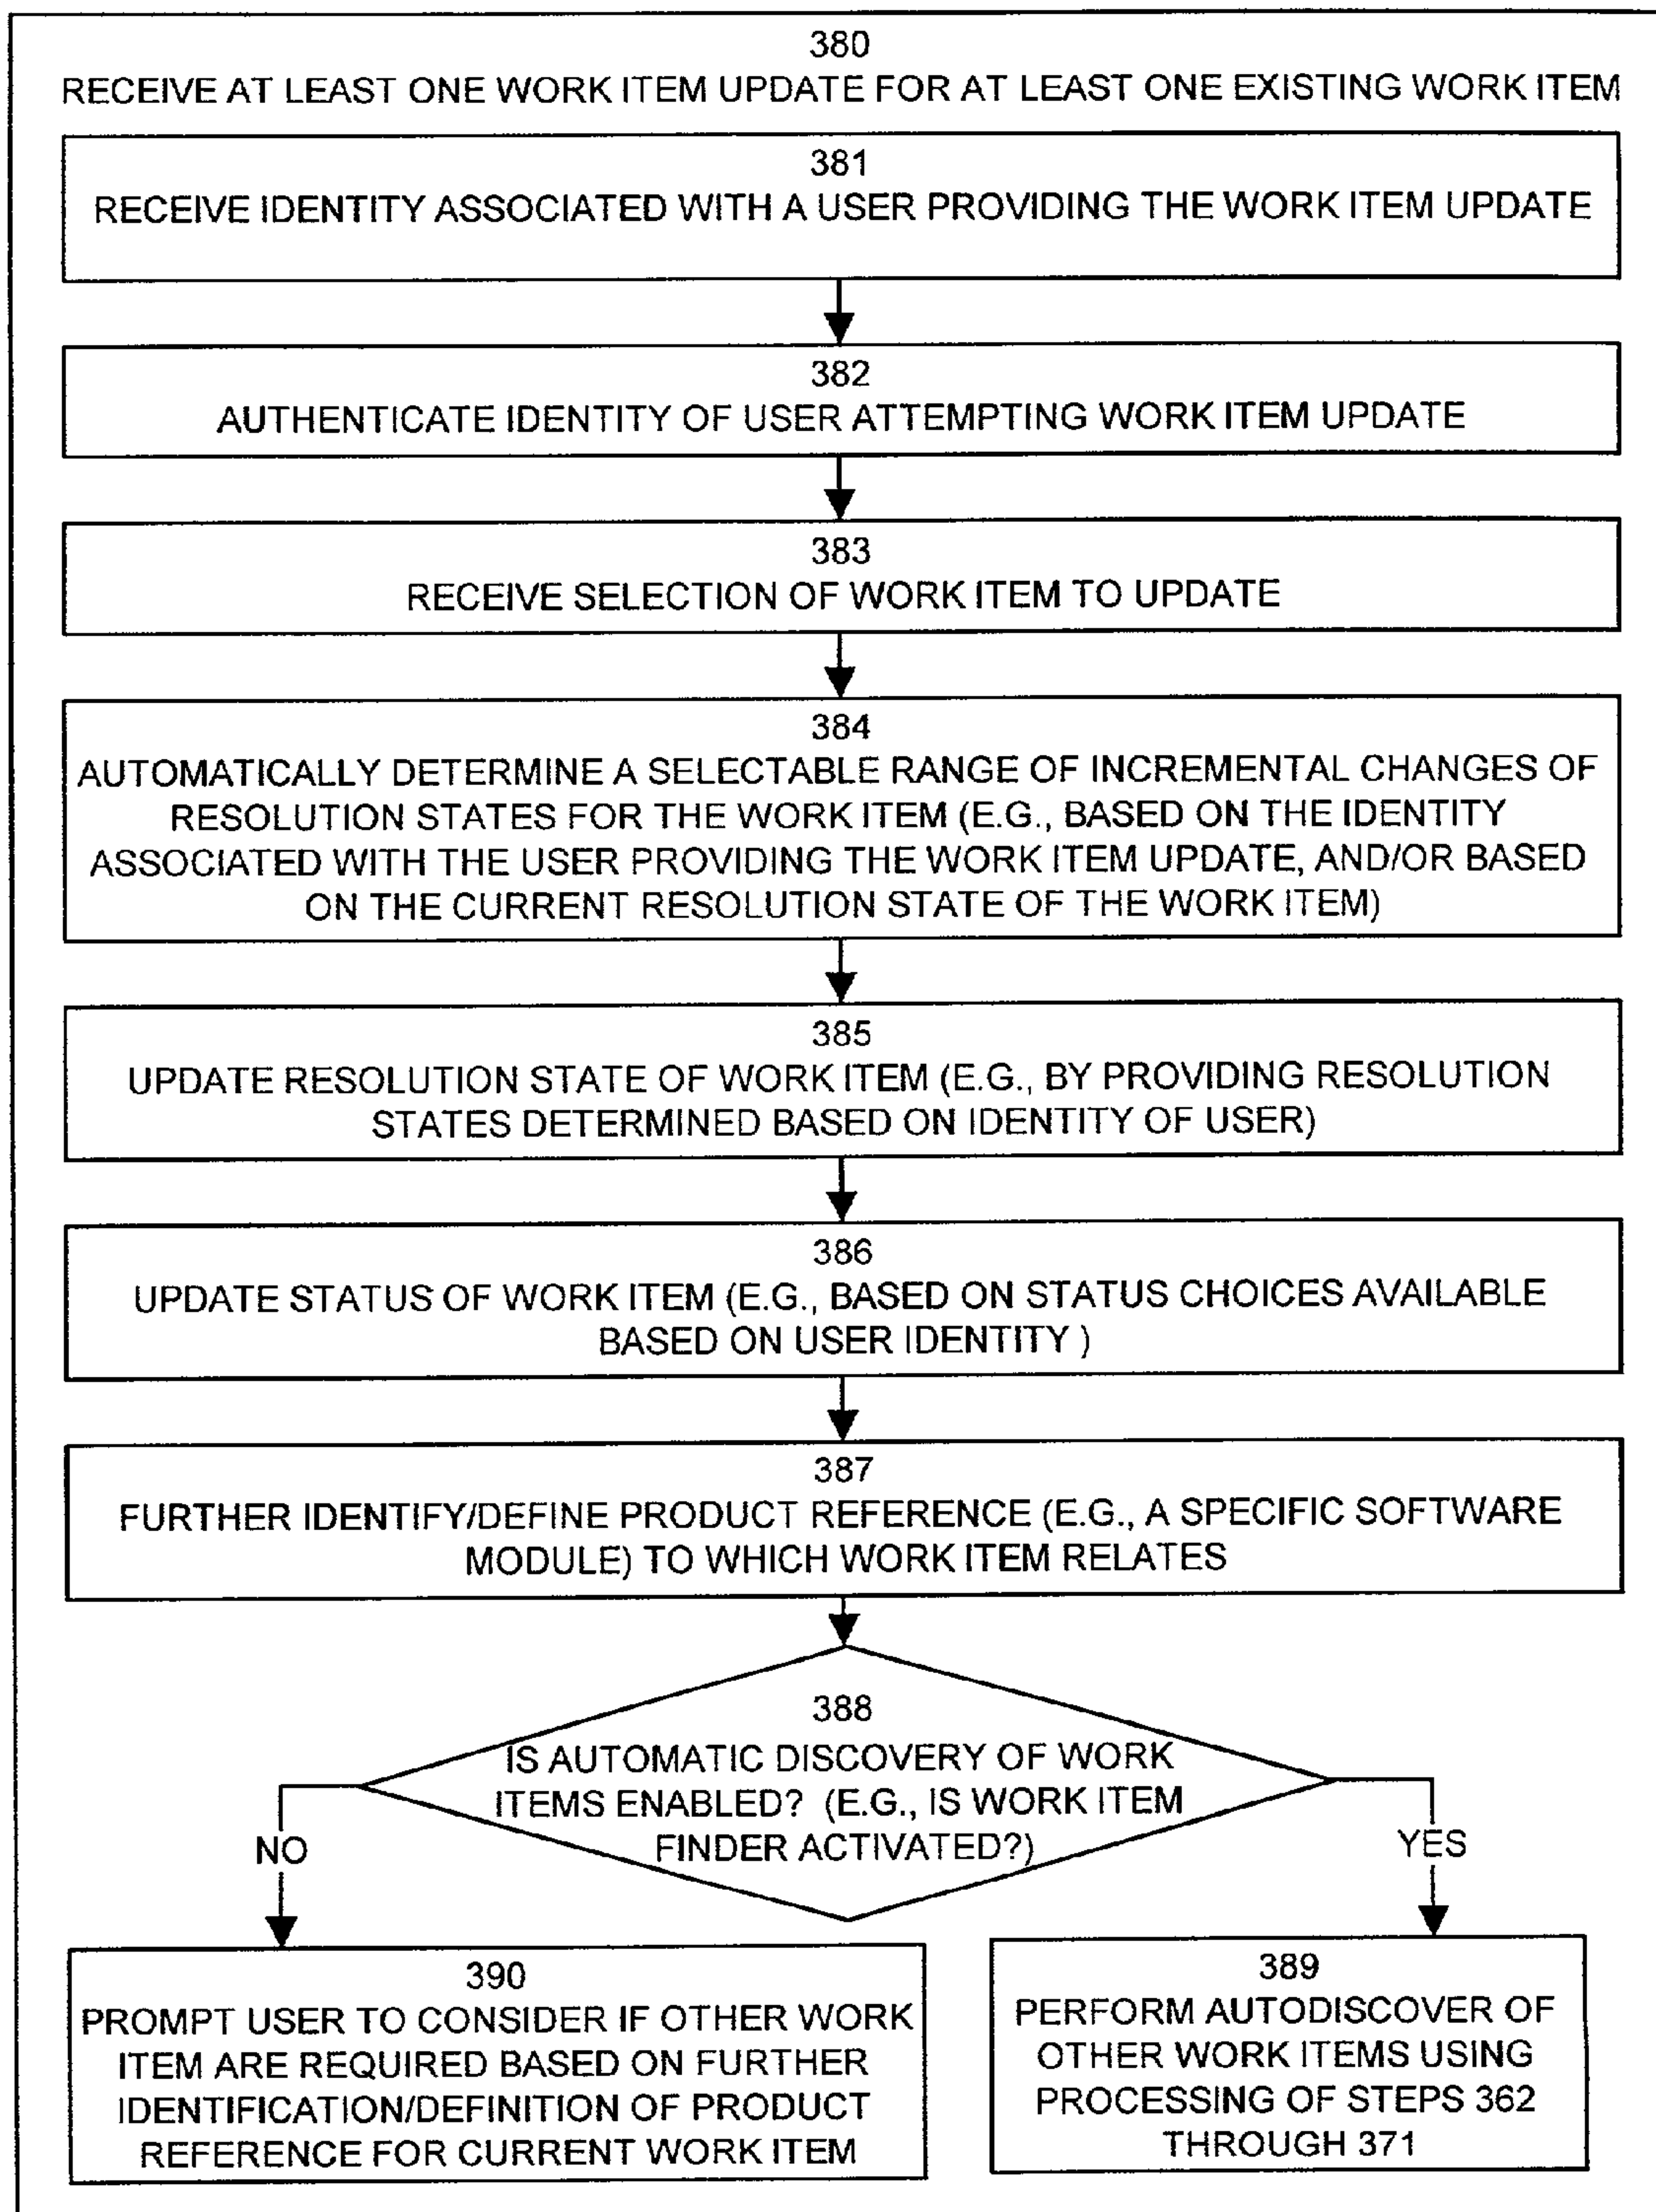 380
RECEIVE AT LEAST ONE WORK ITEM UPDATE FOR AT LEAST ONE EXISTING WORK ITEM
381
RECEIVE IDENTITY ASSOCIATED WITH A USER PROVIDING THE WORK ITEM UPDATE
382
AUTHENTICATE IDENTITY OF USER ATTEMPTING WORK ITEM UPDATE
383
RECEIVE SELECTION OF WORK ITEM TO UPDATE
384
AUTOMATICALLY DETERMINE A SELECTABLE RANGE OF INCREMENTAL CHANGES OF
RESOLUTION STATES FOR THE WORK ITEM (E.G., BASED ON THE IDENTITY
ASSOCIATED WITH THE USER PROVIDING THE WORK ITEM UPDATE, AND/OR BASED
ON THE CURRENT RESOLUTION STATE OF THE WORK ITEM)
385
UPDATE RESOLUTION STATE OF WORK ITEM (E.G., BY PROVIDING RESOLUTION
STATES DETERMINED BASED ON IDENTITY OF USER)
386
UPDATE STATUS OF WORK ITEM (E.G., BASED ON STATUS CHOICES AVAILABLE
BASED ON USER IDENTITY )
387
FURTHER IDENTIFY/DEFINE PRODUCT REFERENCE (E.G., A SPECIFIC SOFTWARE
MODULE) TO WHICH WORK ITEM RELATES
388
IS AUTOMATIC DISCOVERY OF WORK
ITEMS ENABLED? (E.G., IS WORK ITEM
FINDER ACTIVATED?)
NO
YES
390
PROMPT USER TO CONSIDER IF OTHER WORK
ITEM ARE REQUIRED BASED ON FURTHER
IDENTIFICATION/DEFINITION OF PRODUCT
REFERENCE FOR CURRENT WORK ITEM
389
PERFORM AUTODISCOVER OF
OTHER WORK ITEMS USING
PROCESSING OF STEPS 362
THROUGH 371